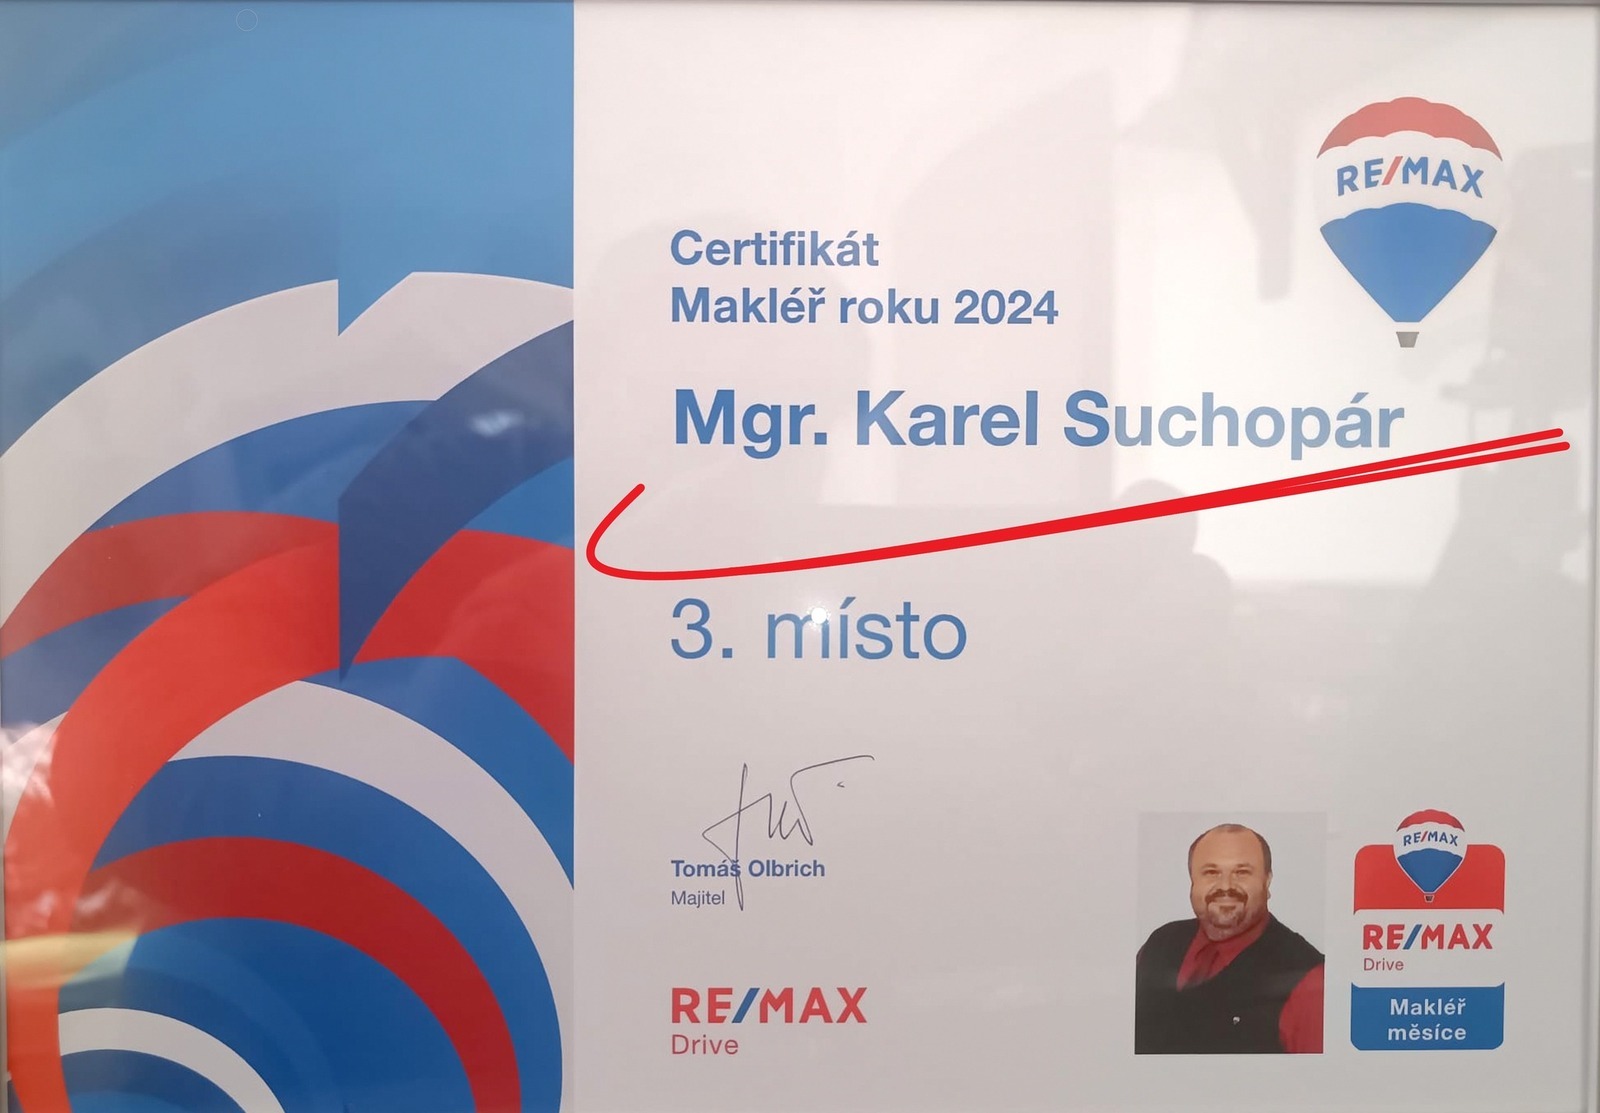 RE/MAX
Certifikát
Makléř roku 2024
Mgr. Karel Suchopár
3. místo
Tomáš Olbrich
Majitel
RE/MAX
Drive
RE/MAX
RE/MAX
Drive
Makléř
měsíce